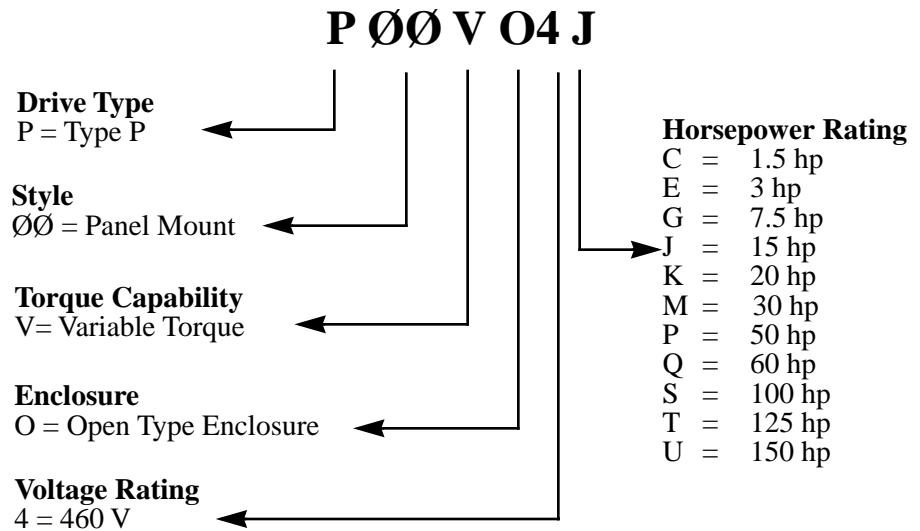 P ØØ V O4 J
Drive Type
P = Type P
Style
ØØ = Panel Mount
Torque Capability
V= Variable Torque
Enclosure
O = Open Type Enclosure
Voltage Rating
4 = 460 V
Horsepower Rating
C = 1.5 hp
E = 3 hp
G = 7.5 hp
J = 15 hp
K = 20 hp
M = 30 hp
P = 50 hp
Q = 60 hp
S = 100 hp
T = 125 hp
U = 150 hp